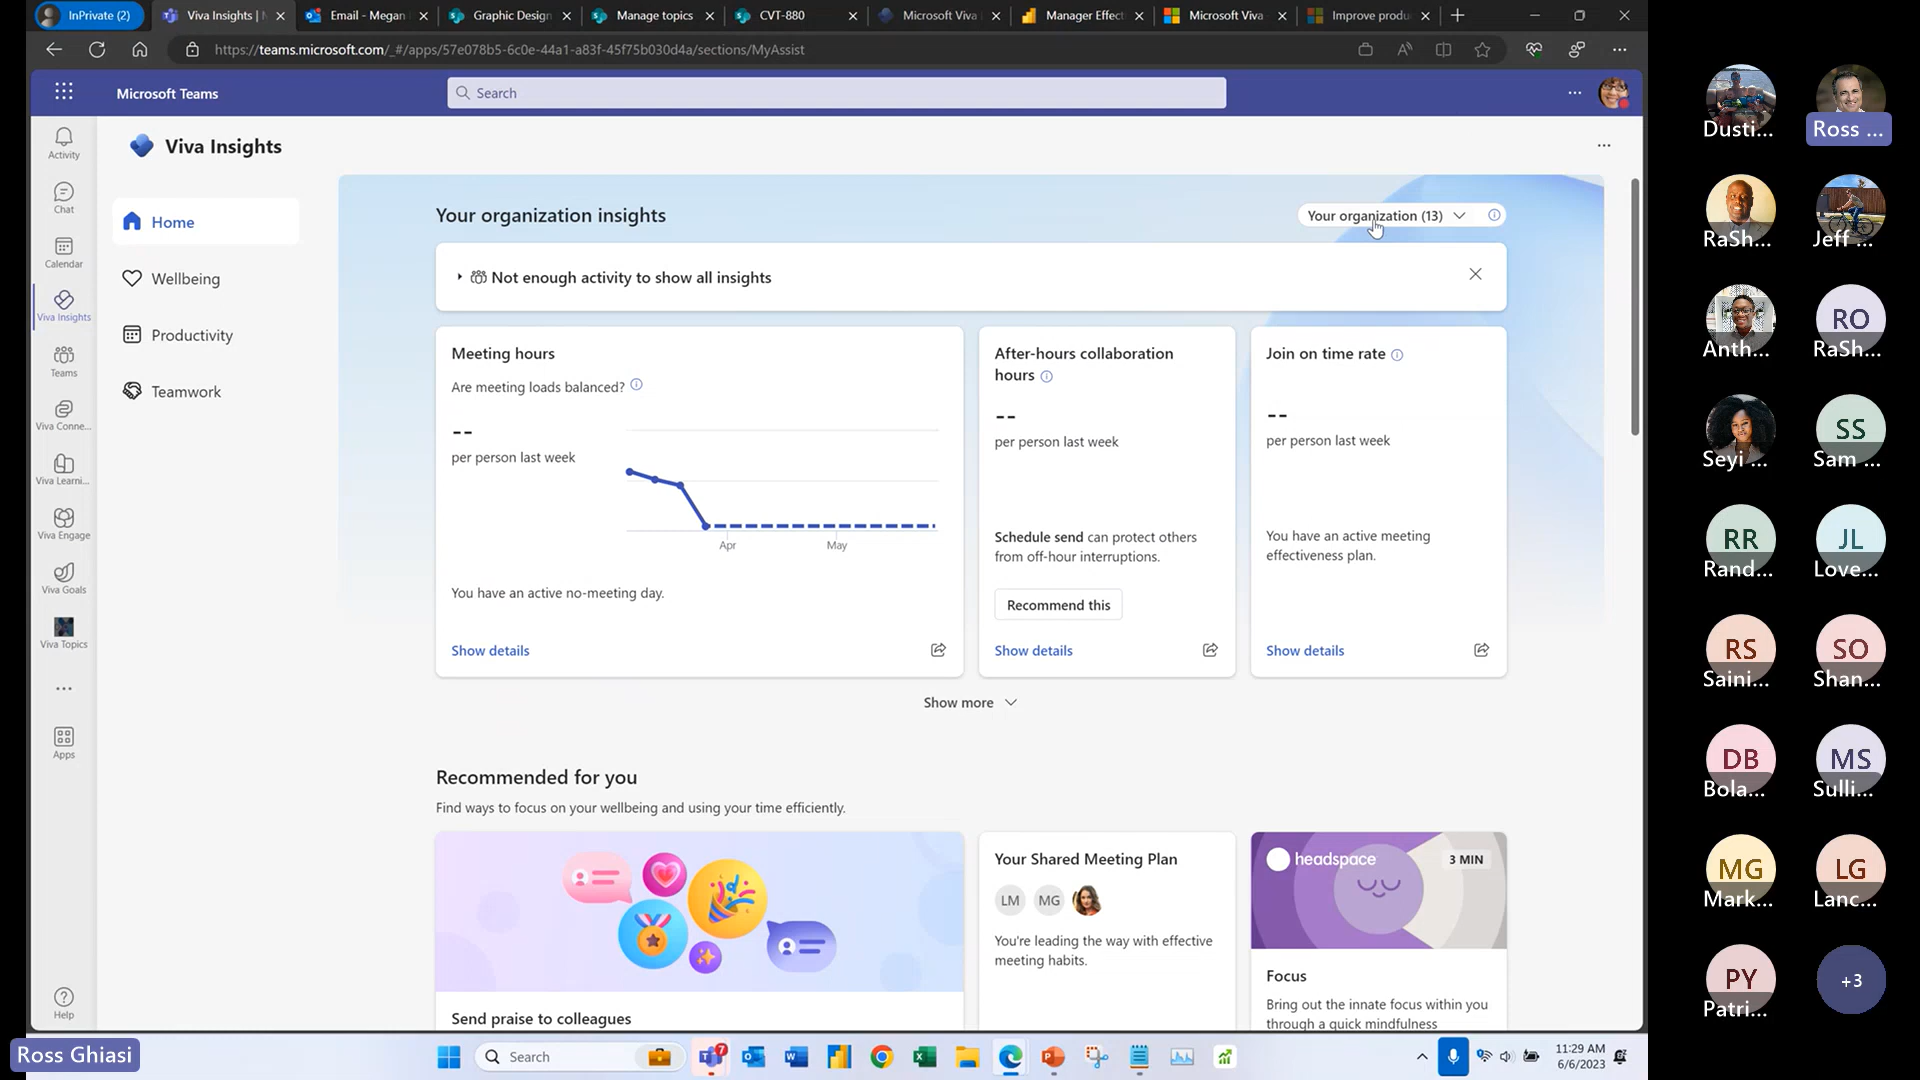 InPrivate (2)
Viva Insights | M
Email - Megan
Graphic Design
Manage topics
CVT-880
Microsoft Viva
Manager Effect
Microsoft Viva
Improve produ
https://teams.microsoft.com/_#/apps/57e078b5-6c0e-44a1-a83f-45f75b030d4a/sections/MyAssist
Microsoft Teams
Search
Activity
Chat
Calendar
Viva Insights
Teams
Viva Conne...
Viva Learni...
Viva Engage
Viva Goals
Viva Topics
Apps
Help
Viva Insights
Home
Wellbeing
Productivity
Teamwork
Your organization insights
Your organization (13)
Not enough activity to show all insights
Meeting hours
Are meeting loads balanced?
--
per person last week
Apr
May
You have an active no-meeting day.
Show details
After-hours collaboration
hours
--
per person last week
Schedule send can protect others
from off-hour interruptions.
Recommend this
Show details
Join on time rate
--
per person last week
You have an active meeting
effectiveness plan.
Show details
Show more
Recommended for you
Find ways to focus on your wellbeing and using your time efficiently.
Send praise to colleagues
Your Shared Meeting Plan
LM
MG
You're leading the way with effective
meeting habits.
headspace
3 MIN
Focus
Bring out the innate focus within you
through a quick mindfulness
Ross Ghiasi
Search
7
11:29 AM
6/6/2023
Dusti...
Ross ...
RaSh...
Jeff ...
Anth...
RO
RaSh...
Seyi ...
SS
Sam ...
RR
Rand...
JL
Love...
RS
Saini...
SO
Shan...
DB
Bola...
MS
Sulli...
MG
Mark...
LG
Lanc...
PY
Patri...
+3